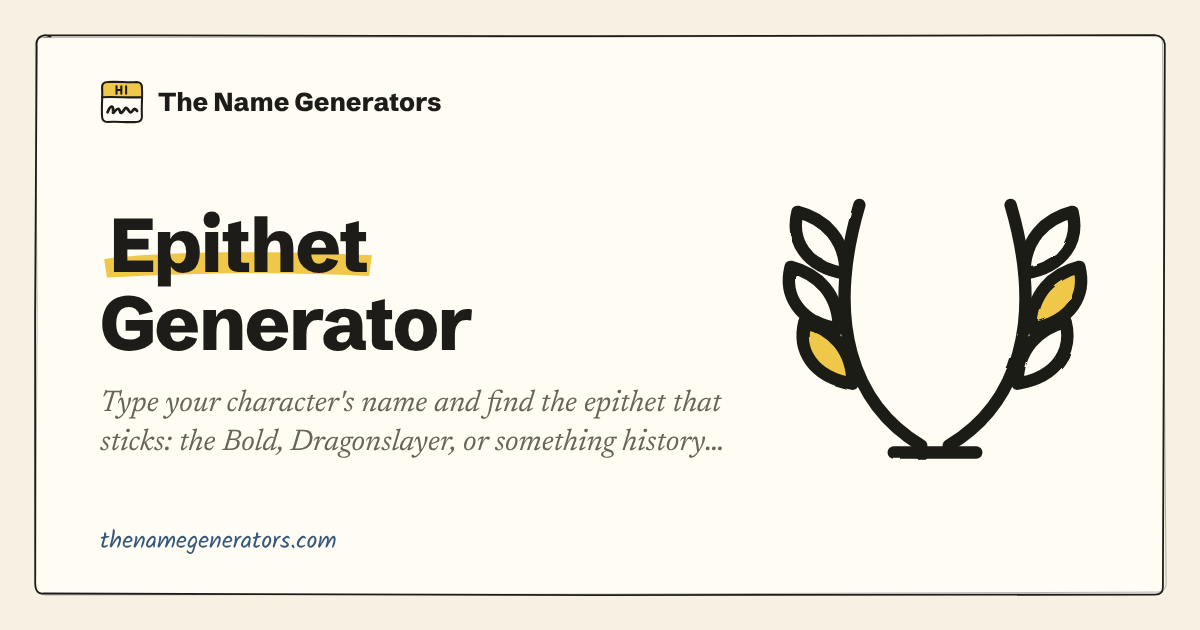 HI
The Name Generators
Epithet
Generator
Type your character's name and find the epithet that
sticks: the Bold, Dragonslayer, or something history...
thenamegenerators.com